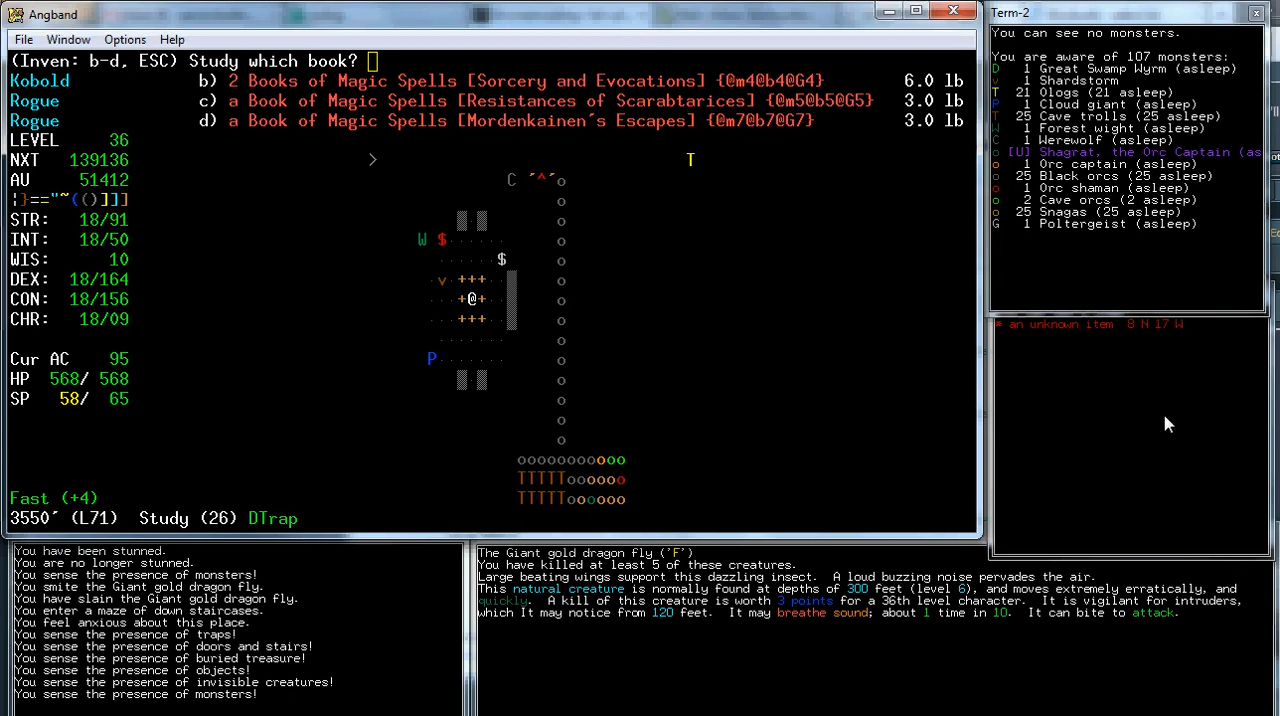 Angband
File Window Options Help
(Inven: b-d, ESC) Study which book?
Kobold b) 2 Books of Magic Spells [Sorcery and Evocations] {@m4@b4@G4} 6.0 lb
Rogue c) a Book of Magic Spells [Resistances of Scarabtarices] {@m5@b5@G5} 3.0 lb
Rogue d) a Book of Magic Spells [Mordenkainen´s Escapes] {@m7@b7@G7} 3.0 lb
LEVEL 36
NXT 139136 > T
AU 51412 C ´^´o
¦}=="~(()]]] o
STR: 18/91 o
INT: 18/50 W $ o
WIS: 10 $ o
DEX: 18/164 v +++ o
CON: 18/156 +@+ o
CHR: 18/09 +++ o
o
Cur AC 95 P o
HP 568/ 568 o
SP 58/ 65 o
o
o
ooooooooooo
TTTTToooooo
Fast (+4) TTTTToooooo
3550´ (L71) Study (26) DTrap
Term-2
You can see no monsters.
You are aware of 107 monsters:
D 1 Great Swamp Wyrm (asleep)
v 1 Shardstorm
T 21 Ologs (21 asleep)
P 1 Cloud giant (asleep)
T 25 Cave trolls (25 asleep)
W 1 Forest wight (asleep)
C 1 Werewolf (asleep)
o [U] Shagrat, the Orc Captain (as
o 1 Orc captain (asleep)
o 25 Black orcs (25 asleep)
o 1 Orc shaman (asleep)
o 2 Cave orcs (2 asleep)
o 25 Snagas (25 asleep)
G 1 Poltergeist (asleep)
* an unknown item 8 N 17 W
You have been stunned.
You are no longer stunned.
You sense the presence of monsters!
You smite the Giant gold dragon fly.
You have slain the Giant gold dragon fly.
You enter a maze of down staircases.
You feel anxious about this place.
You sense the presence of traps!
You sense the presence of doors and stairs!
You sense the presence of buried treasure!
You sense the presence of objects!
You sense the presence of invisible creatures!
You sense the presence of monsters!
The Giant gold dragon fly ('F')
You have killed at least 5 of these creatures.
Large beating wings support this dazzling insect. A loud buzzing noise pervades the air.
This natural creature is normally found at depths of 300 feet (level 6), and moves extremely erratically, and
quickly. A kill of this creature is worth 3 points for a 36th level character. It is vigilant for intruders,
which It may notice from 120 feet. It may breathe sound; about 1 time in 10. It can bite to attack.